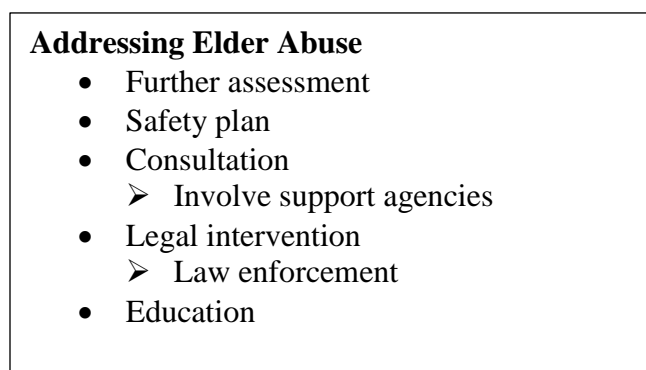 Addressing Elder Abuse
• Further assessment
• Safety plan
• Consultation
➢ Involve support agencies
• Legal intervention
➢ Law enforcement
• Education